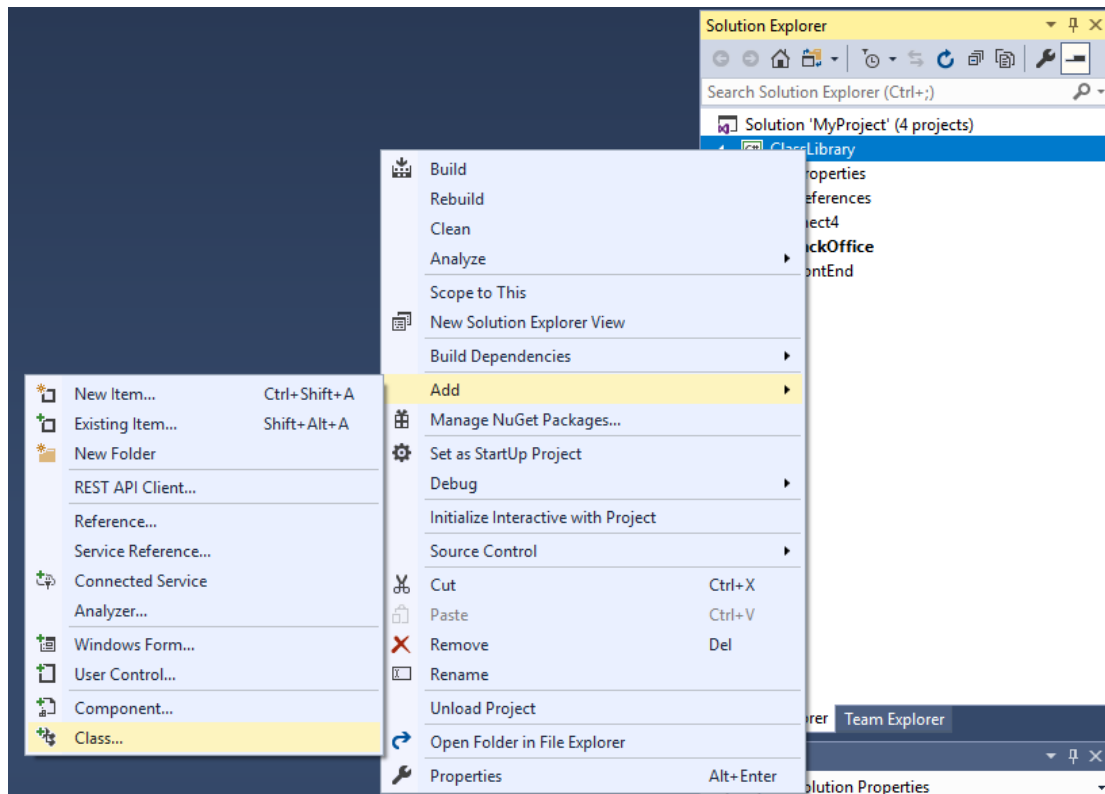 Solution Explorer
Search Solution Explorer (Ctrl+;)
Solution 'MyProject' (4 projects)
C# ClassLibrary
roperties
eferences
nect4
ckOffice
ontEnd
Build
Rebuild
Clean
Analyze
Scope to This
New Solution Explorer View
Build Dependencies
Add
Manage NuGet Packages...
Set as StartUp Project
Debug
Initialize Interactive with Project
Source Control
Cut Ctrl+X
Paste Ctrl+V
Remove Del
Rename
Unload Project
Open Folder in File Explorer
Properties Alt+Enter
New Item... Ctrl+Shift+A
Existing Item... Shift+Alt+A
New Folder
REST API Client...
Reference...
Service Reference...
Connected Service
Analyzer...
Windows Form...
User Control...
Component...
Class...
rer Team Explorer
olution Properties